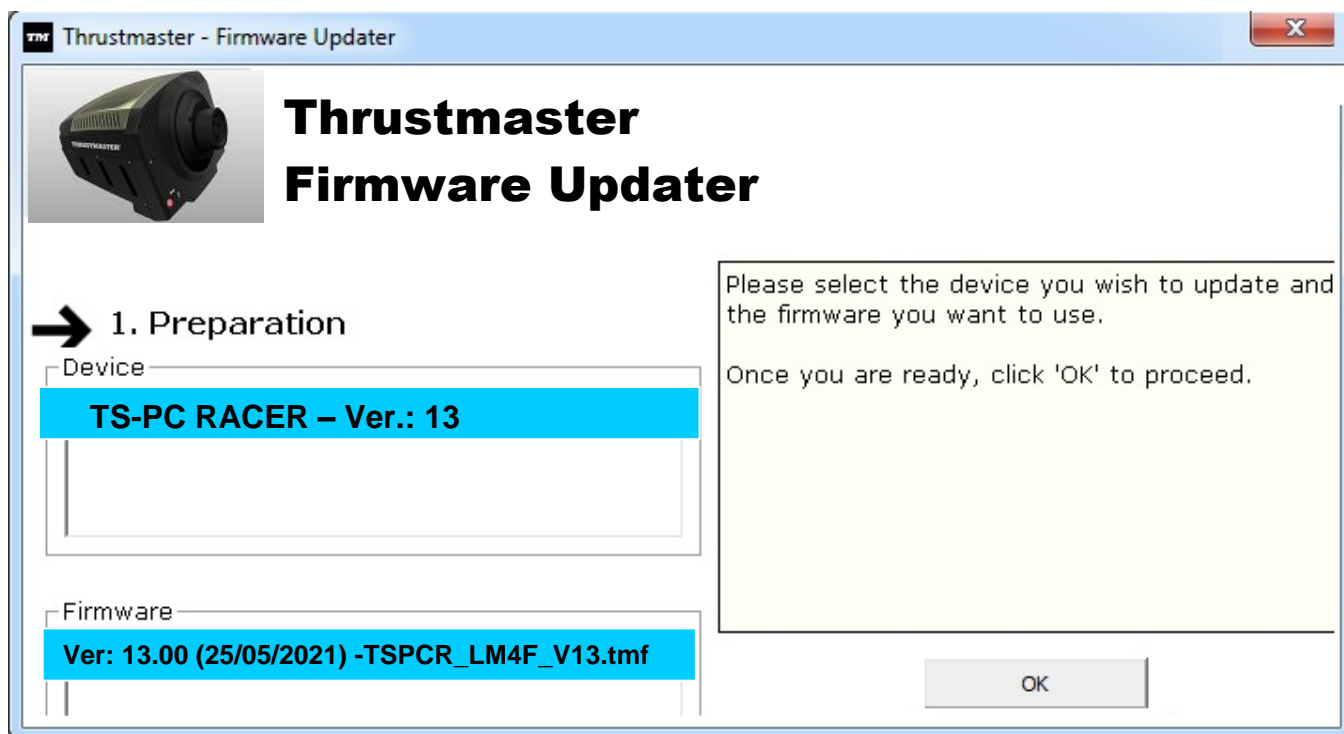 Thrustmaster - Firmware Updater
Thrustmaster
Firmware Updater
1. Preparation
Device
TS-PC RACER – Ver.: 13
Firmware
Ver: 13.00 (25/05/2021) -TSPCR_LM4F_V13.tmf
Please select the device you wish to update and
the firmware you want to use.
Once you are ready, click 'OK' to proceed.
OK